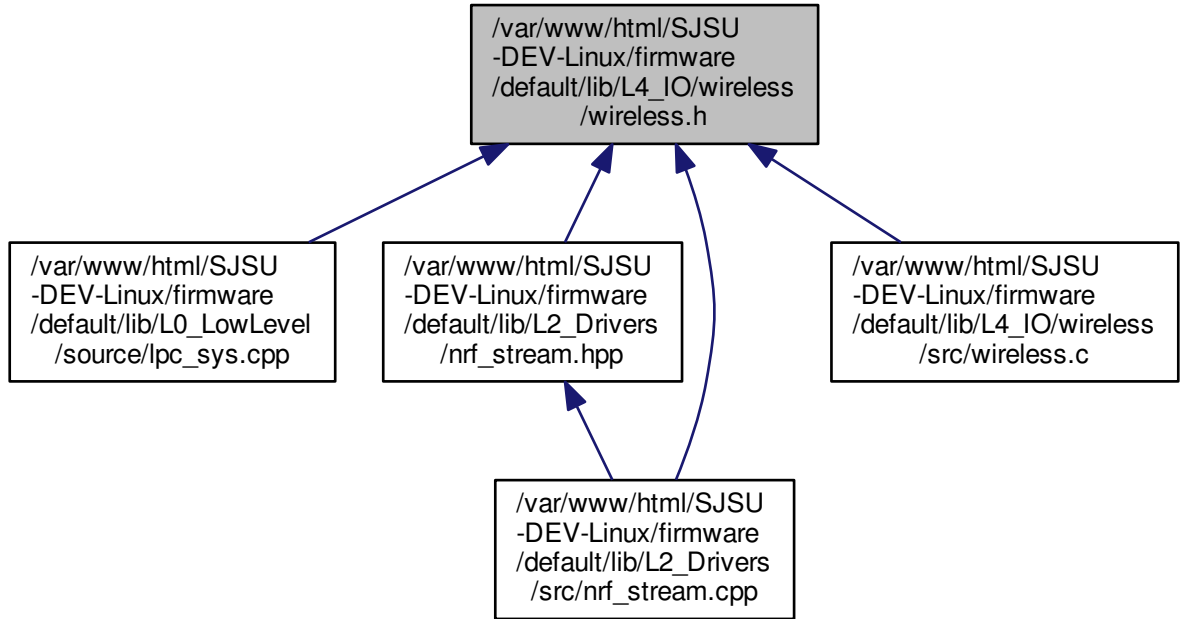 /var/www/html/SJSU
-DEV-Linux/firmware
/default/lib/L4_IO/wireless
/wireless.h
/var/www/html/SJSU
-DEV-Linux/firmware
/default/lib/L0_LowLevel
/source/lpc_sys.cpp
/var/www/html/SJSU
-DEV-Linux/firmware
/default/lib/L2_Drivers
/nrf_stream.hpp
/var/www/html/SJSU
-DEV-Linux/firmware
/default/lib/L4_IO/wireless
/src/wireless.c
/var/www/html/SJSU
-DEV-Linux/firmware
/default/lib/L2_Drivers
/src/nrf_stream.cpp